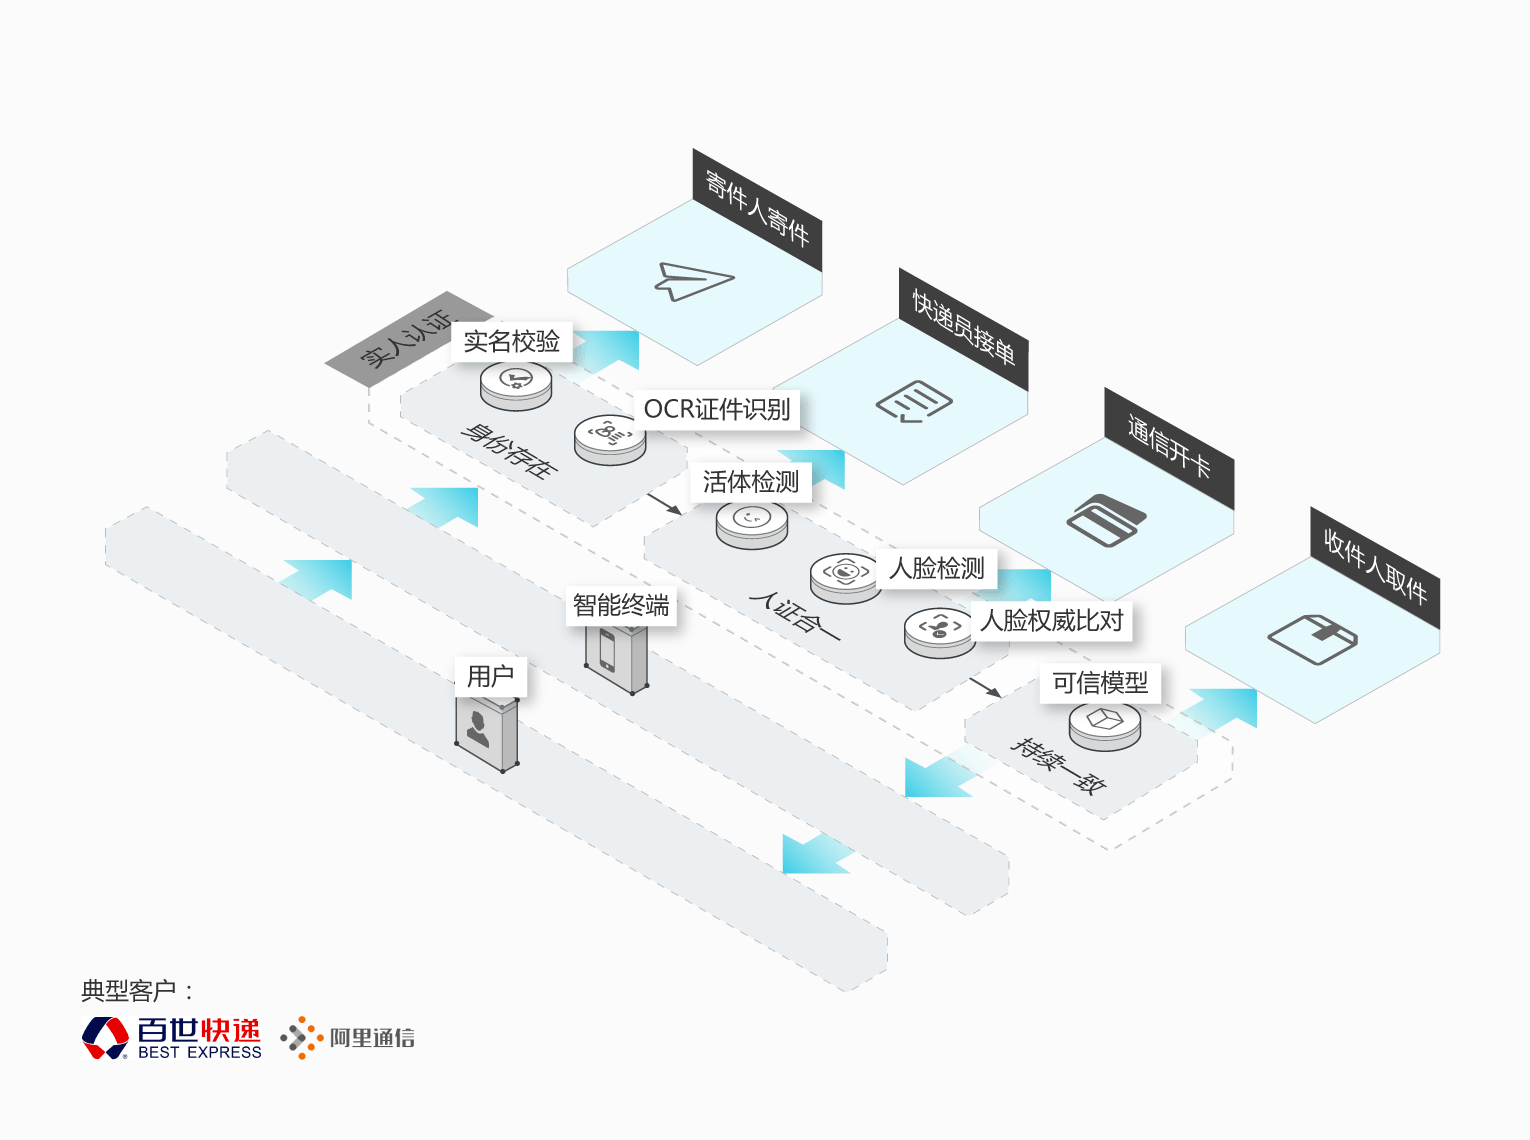 寄件人寄件
快递员接单
通信开卡
收件人取件
实人认证
实名校验
OCR证件识别
身份存在
活体检测
人脸检测
人脸权威比对
人证合一
可信模型
持续一致
智能终端
用户
典型客户：
百世快递
BEST EXPRESS
阿里通信